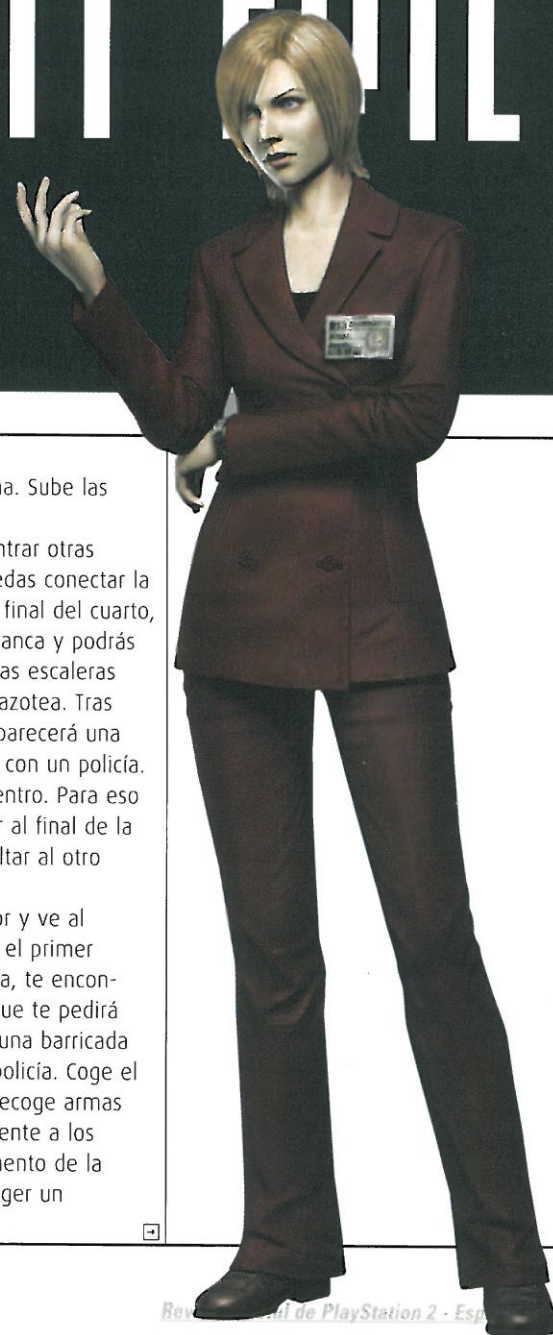 na. Sube las
ntrar otras
edas conectar la
final del cuarto,
anca y podrás
as escaleras
azotea. Tras
parecerá una
con un policía.
entro. Para eso
r al final de la
ltar al otro
or y ve al
el primer
a, te encon-
ue te pedirá
una barricada
policía. Coge el
ecoge armas
ente a los
mento de la
ger un
de PlayStation 2 · Esp